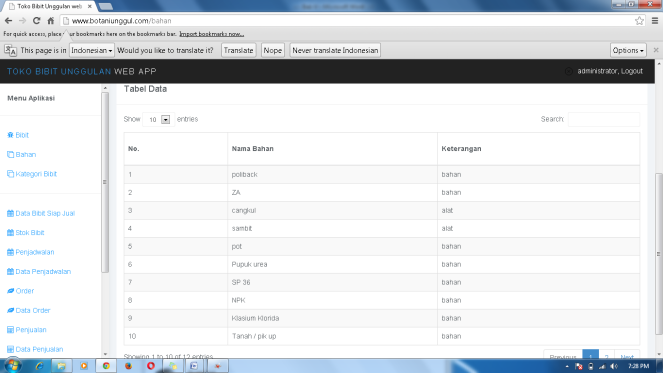 Toko Bibit Unggulan web a
www.botaniunggul.com/bahan
For quick access, place your bookmarks here on the bookmarks bar. Import bookmarks now...
This page is in Indonesian Would you like to translate it? Translate Nope Never translate Indonesian Options
TOKO BIBIT UNGGULAN WEB APP administrator, Logout
Menu Aplikasi
Bibit
Bahan
Kategori Bibit
Data Bibit Siap Jual
Stok Bibit
Penjadwalan
Data Penjadwalan
Order
Data Order
Penjualan
Data Penjualan
Tabel Data
Show 10 entries Search:
No. Nama Bahan Keterangan
1 poliback bahan
2 ZA bahan
3 cangkul alat
4 sambit alat
5 pot bahan
6 Pupuk urea bahan
7 SP 36 bahan
8 NPK bahan
9 Klasium Klorida bahan
10 Tanah / pik up bahan
Showing 1 to 10 of 12 entries Previous 1 2 Next
7:28 PM